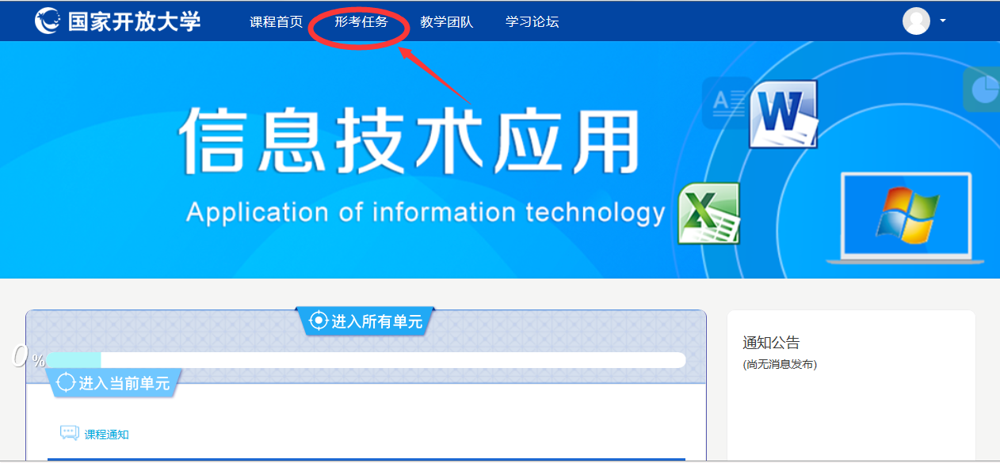 国家开放大学 课程首页 形考任务 教学团队 学习论坛
A
W
信息技术应用
Application of information technology
X
进入所有单元
通知公告
0 %
(尚无消息发布)
进入当前单元
课程通知